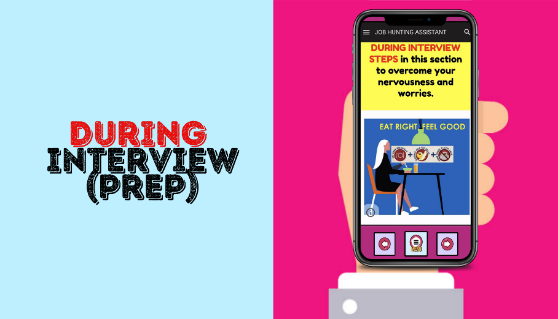 DURING
INTERVIEW
(PREP)
JOB HUNTING ASSISTANT
DURING INTERVIEW
STEPS in this section
to overcome your
nervousness and
worries.
EAT RIGHT, FEEL GOOD